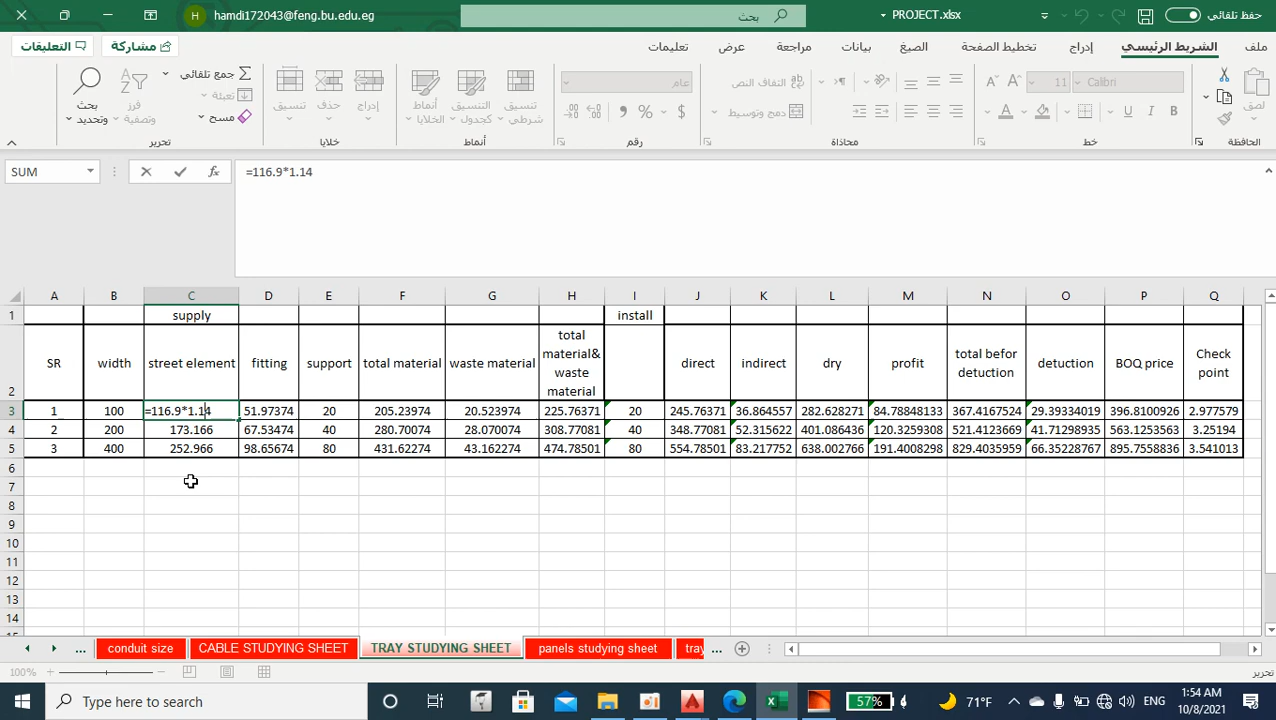 hamdi172043@feng.bu.edu.eg
H
بحث
PROJECT.xlsx
حفظ تلقائي
ملف
الشريط الرئيسي
إدراج
تخطيط الصفحة
الصيغ
بيانات
مراجعة
عرض
تعليمات
مشاركة
التعليقات
لصق
الحافظة
Calibri
11
B
I
U
خط
التفاف النص
دمج وتوسيط
محاذاة
عام
$
%
رقم
تنسيق شرطي
التنسيق كجدول
أنماط الخلايا
أنماط
إدراج
حذف
تنسيق
خلايا
جمع تلقائي
تعبئة
مسح
فرز وتصفية
بحث وتحديد
تحرير
SUM
=116.9*1.14
A B C D E F G H I J K L M N O P Q
1 supply install
2 SR width street element fitting support total material waste material total material& waste material direct indirect dry profit total befor detuction detuction BOQ price Check point
3 1 100 =116.9*1.14 51.97374 20 205.23974 20.523974 225.76371 20 245.76371 36.864557 282.628271 84.78848133 367.4167524 29.39334019 396.8100926 2.977579
4 2 200 173.166 67.53474 40 280.70074 28.070074 308.77081 40 348.77081 52.315622 401.086436 120.3259308 521.4123669 41.71298935 563.1253563 3.25194
5 3 400 252.966 98.65674 80 431.62274 43.162274 474.78501 80 554.78501 83.217752 638.002766 191.4008298 829.4035959 66.35228767 895.7558836 3.541013
6
7
8
9
10
11
12
13
14
15
... conduit size CABLE STUDYING SHEET TRAY STUDYING SHEET panels studying sheet tray ...
100%
تحرير
Type here to search
57%
71°F
ENG
1:54 AM
10/8/2021